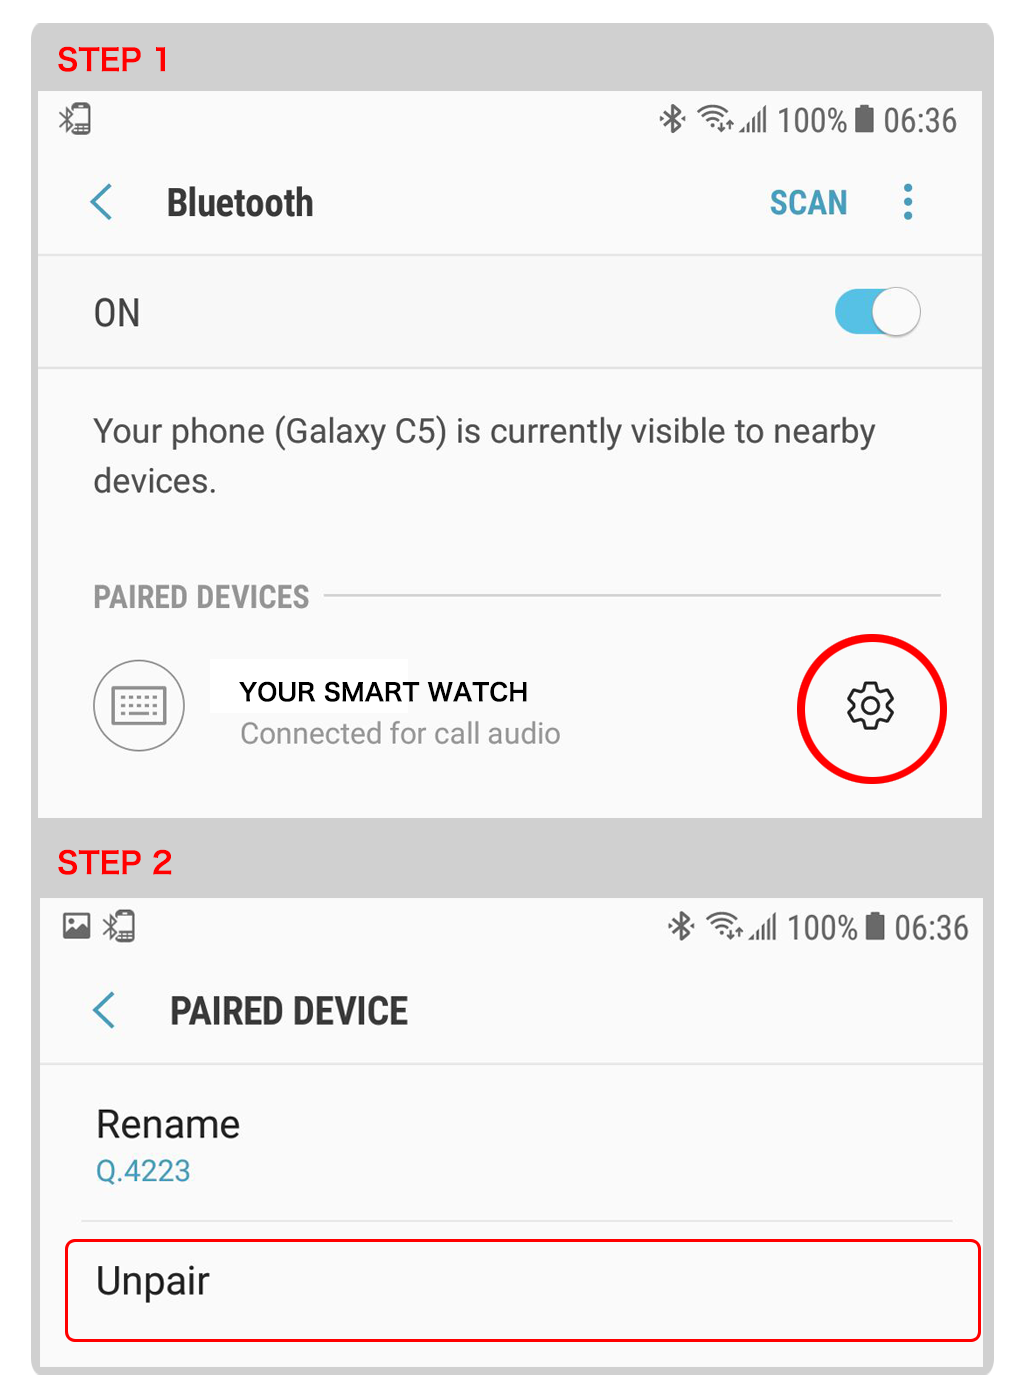 STEP 1
100% 06:36
Bluetooth SCAN
ON
Your phone (Galaxy C5) is currently visible to nearby
devices.
PAIRED DEVICES
YOUR SMART WATCH
Connected for call audio
STEP 2
100% 06:36
PAIRED DEVICE
Rename
Q.4223
Unpair